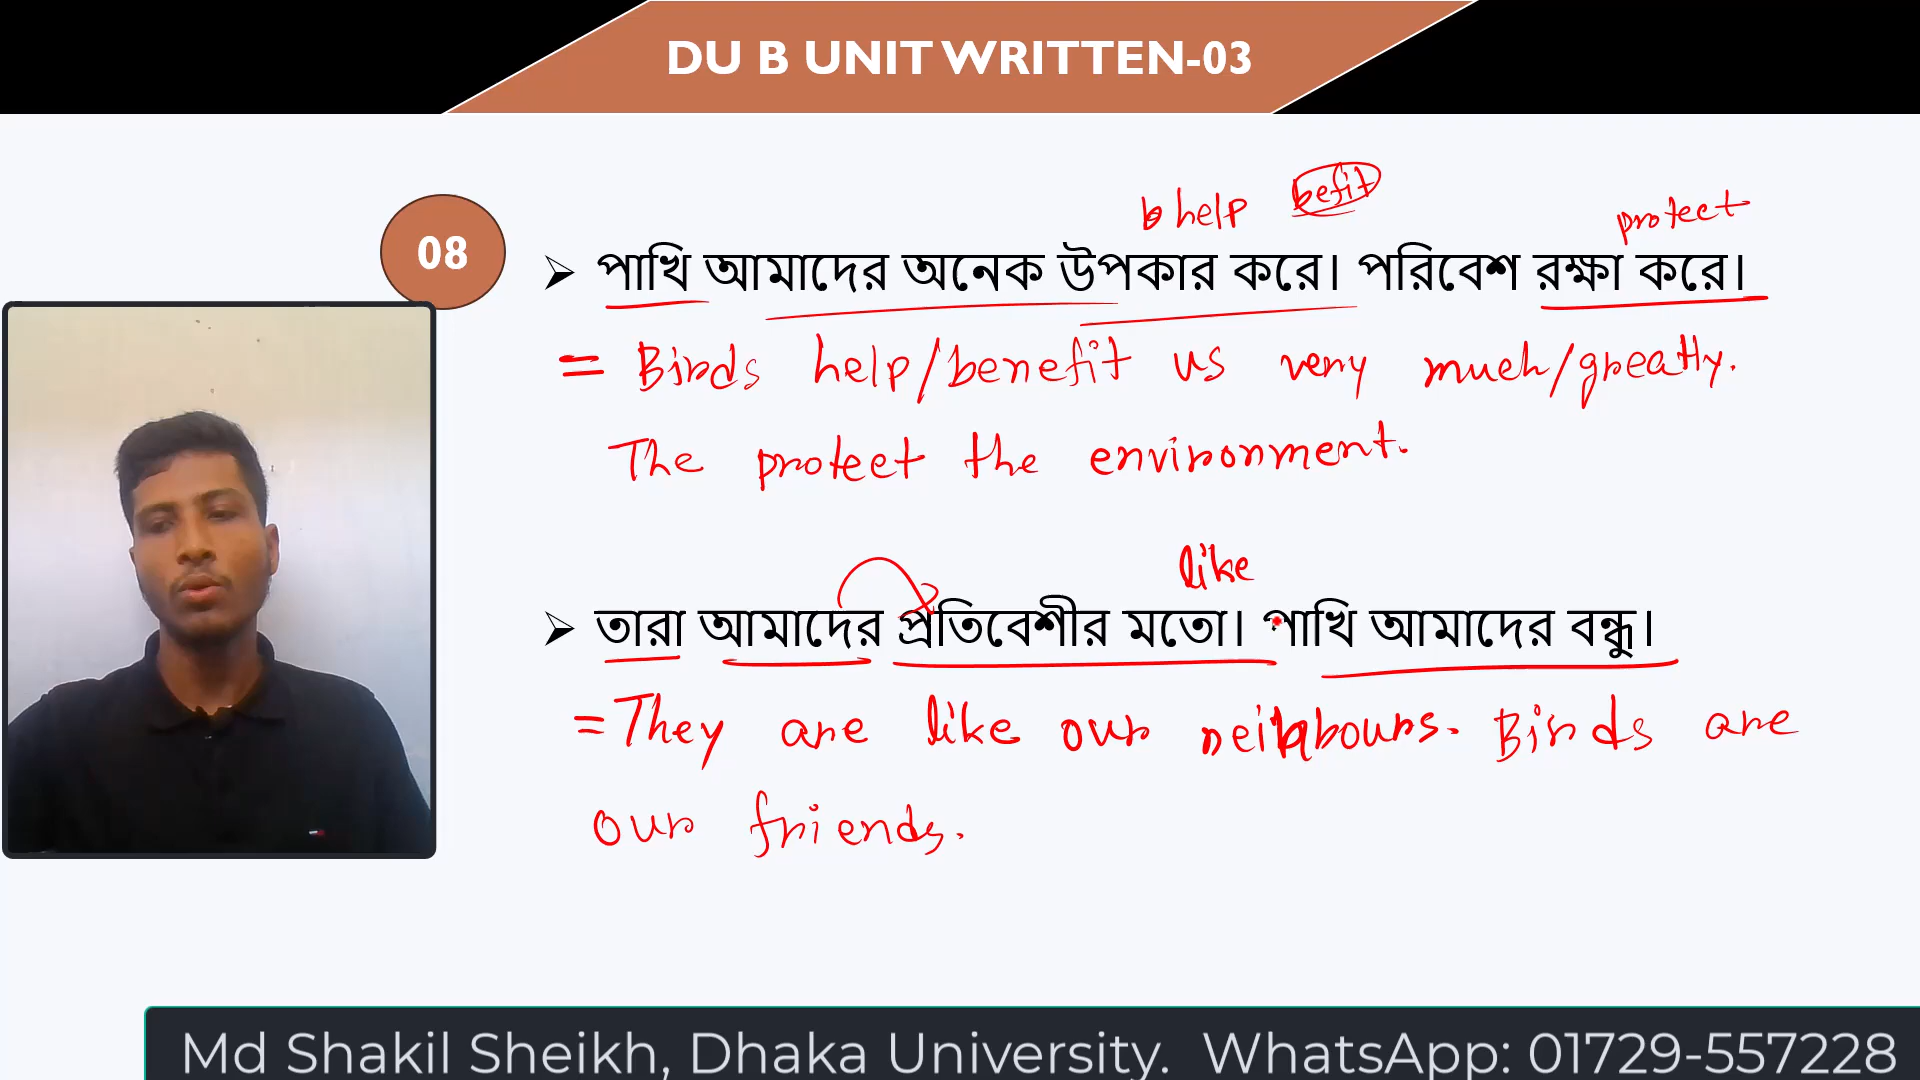 DU B UNIT WRITTEN-03
08
b help befit protect
➢ পাখি আমাদের অনেক উপকার করে। পরিবেশ রক্ষা করে।
= Birds help/benefit us very much/greatly.
The protect the environment.
like
➢ তারা আমাদের প্রতিবেশীর মতো। পাখি আমাদের বন্ধু।
= They are like our neihbours. Birds are
our friends.
Md Shakil Sheikh, Dhaka University. WhatsApp: 01729-557228